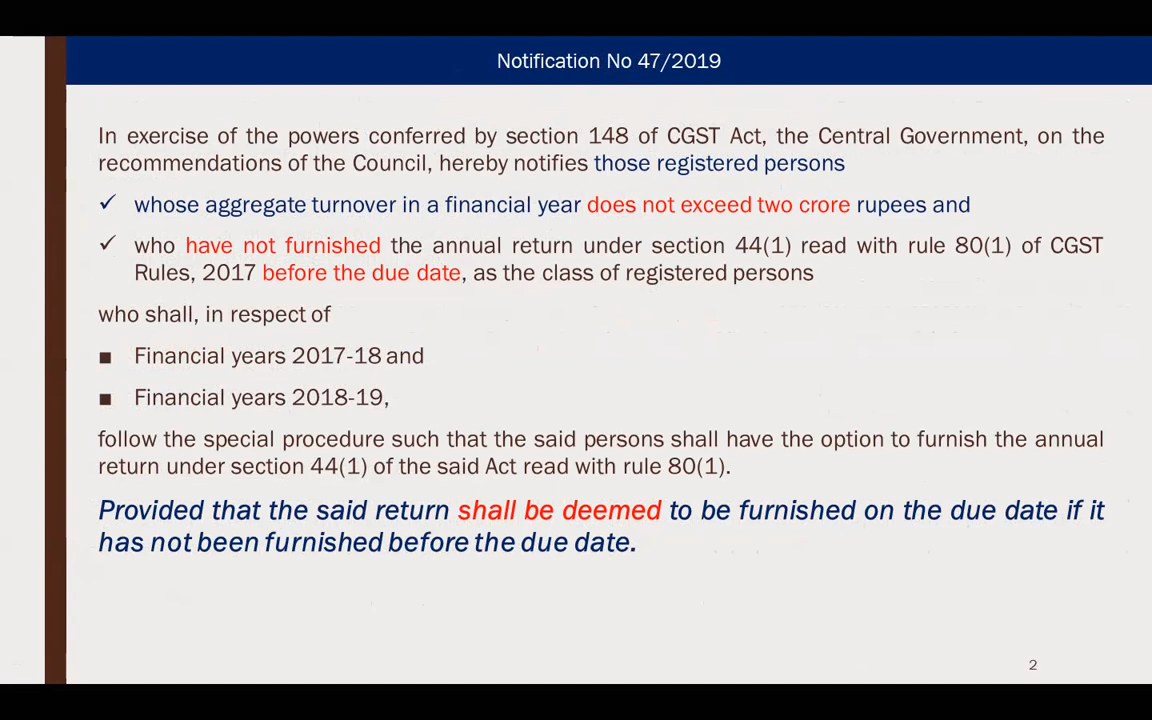 Notification No 47/2019
In exercise of the powers conferred by section 148 of CGST Act, the Central Government, on the
recommendations of the Council, hereby notifies those registered persons
✓ whose aggregate turnover in a financial year does not exceed two crore rupees and
✓ who have not furnished the annual return under section 44(1) read with rule 80(1) of CGST
Rules, 2017 before the due date, as the class of registered persons
who shall, in respect of
▪ Financial years 2017-18 and
▪ Financial years 2018-19,
follow the special procedure such that the said persons shall have the option to furnish the annual
return under section 44(1) of the said Act read with rule 80(1).
Provided that the said return shall be deemed to be furnished on the due date if it
has not been furnished before the due date.
2